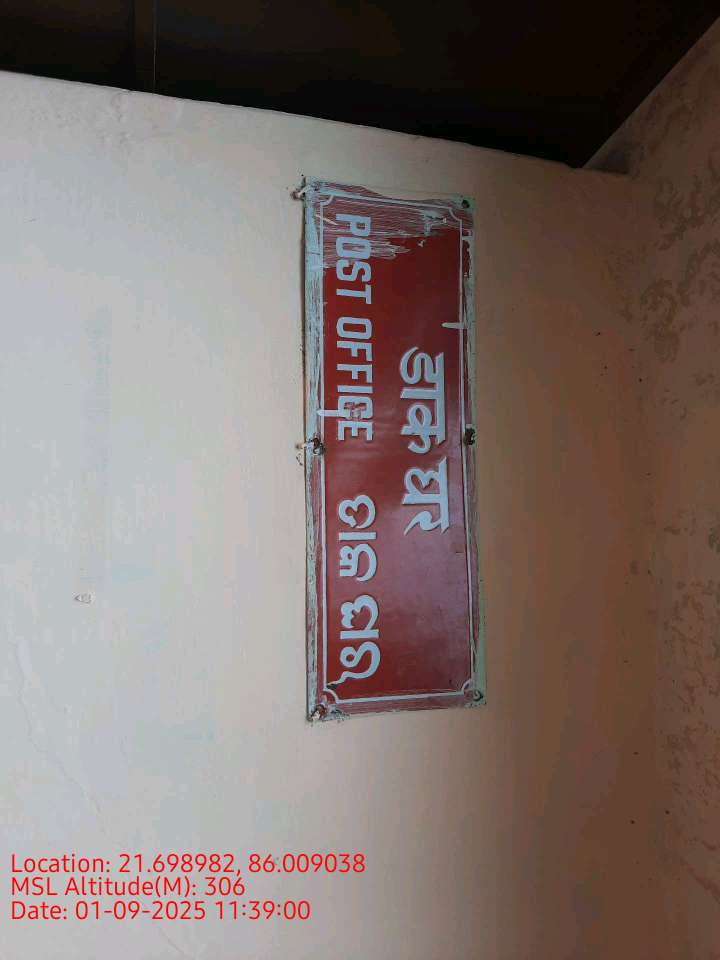 डाक घर
POST OFFICE ଡାକ ଘର
Location: 21.698982, 86.009038
MSL Altitude(M): 306
Date: 01-09-2025 11:39:00